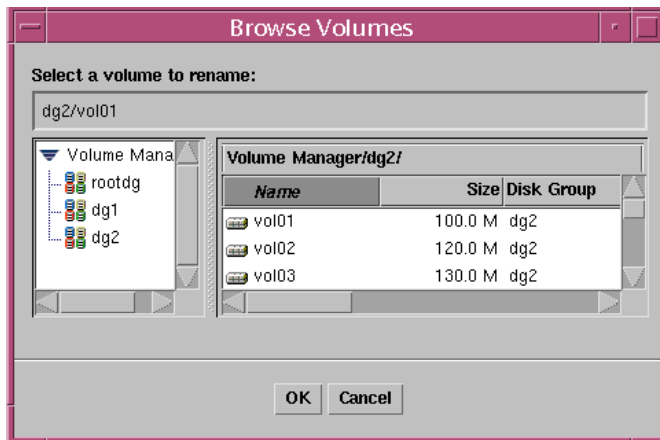 Browse Volumes
Select a volume to rename:
dg2/vol01
Volume Mana
rootdg
dg1
dg2
Volume Manager/dg2/
Name Size Disk Group
vol01 100.0 M dg2
vol02 120.0 M dg2
vol03 130.0 M dg2
OK Cancel